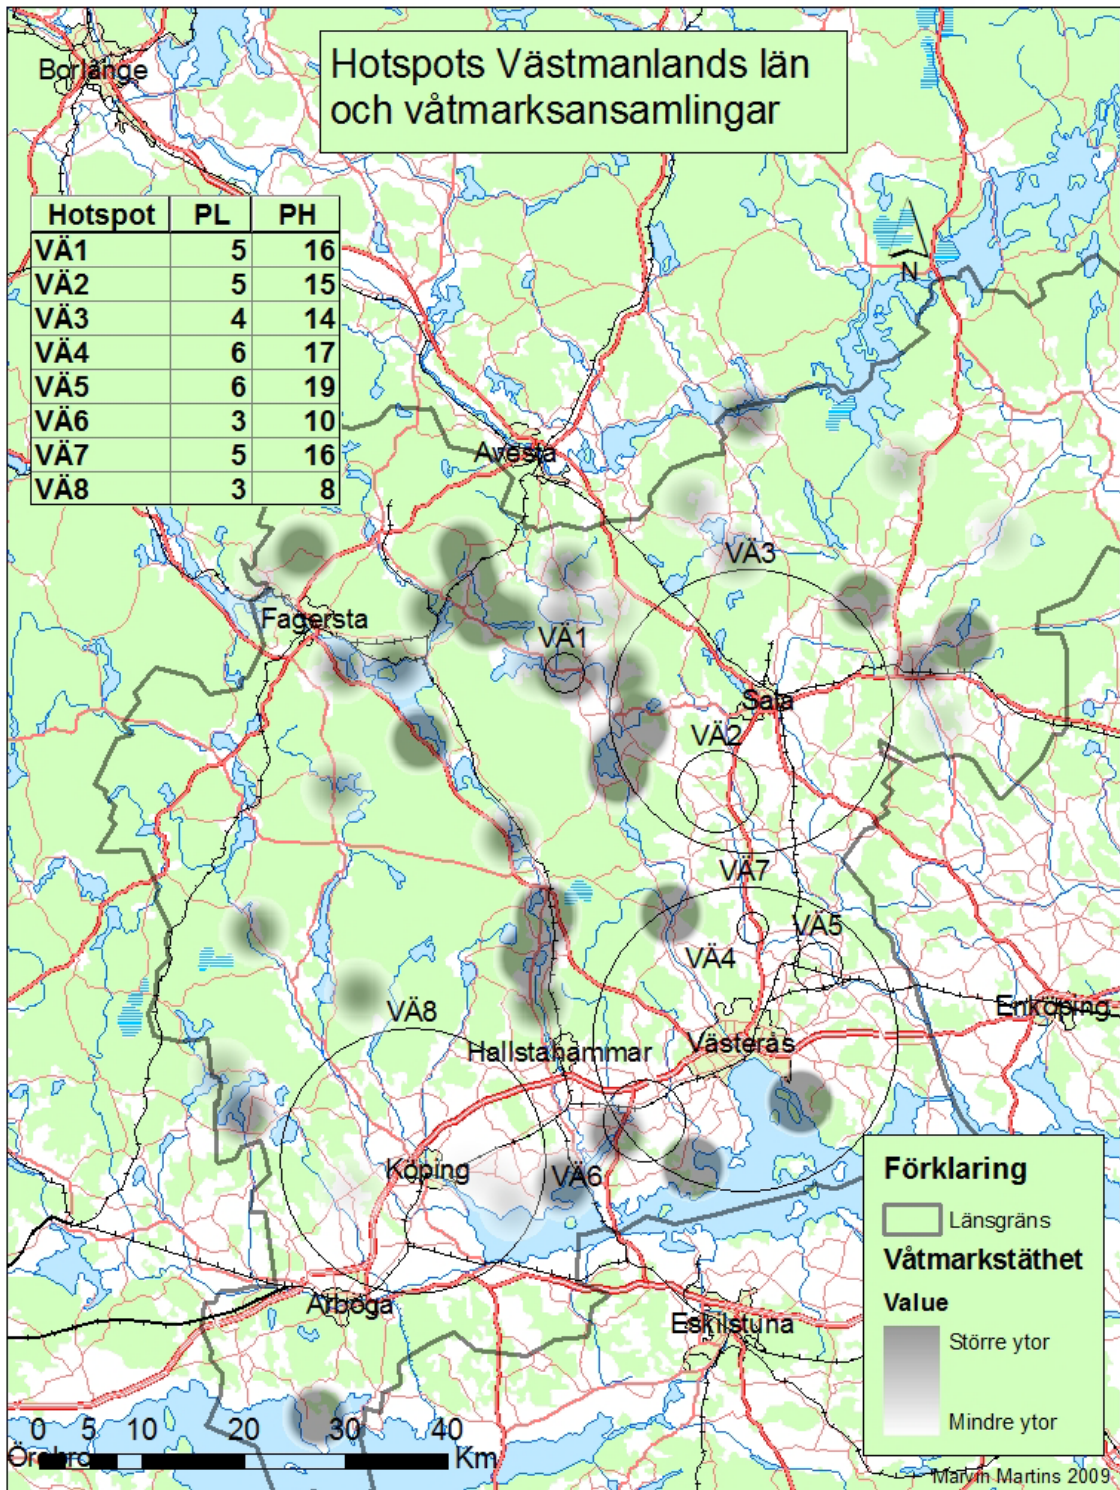 Hotspots Västmanlands län
och våtmarksansamlingar
Borlänge
Hotspot PL PH
VÄ1 5 16
VÄ2 5 15
VÄ3 4 14
VÄ4 6 17
VÄ5 6 19
VÄ6 3 10
VÄ7 5 16
VÄ8 3 8
N
Avesta
VÄ3
Fagersta
VÄ1
Sala
VÄ2
VÄ7
VÄ5
VÄ4
VÄ8
Enköping
Hallstahammar
Västerås
Köping
VÄ6
Arboga
Eskilstuna
Förklaring
Länsgräns
Våtmarkstäthet
Value
Större ytor
Mindre ytor
0 5 10 20 30 40
Km
Örebro
Marvin Martins 2009